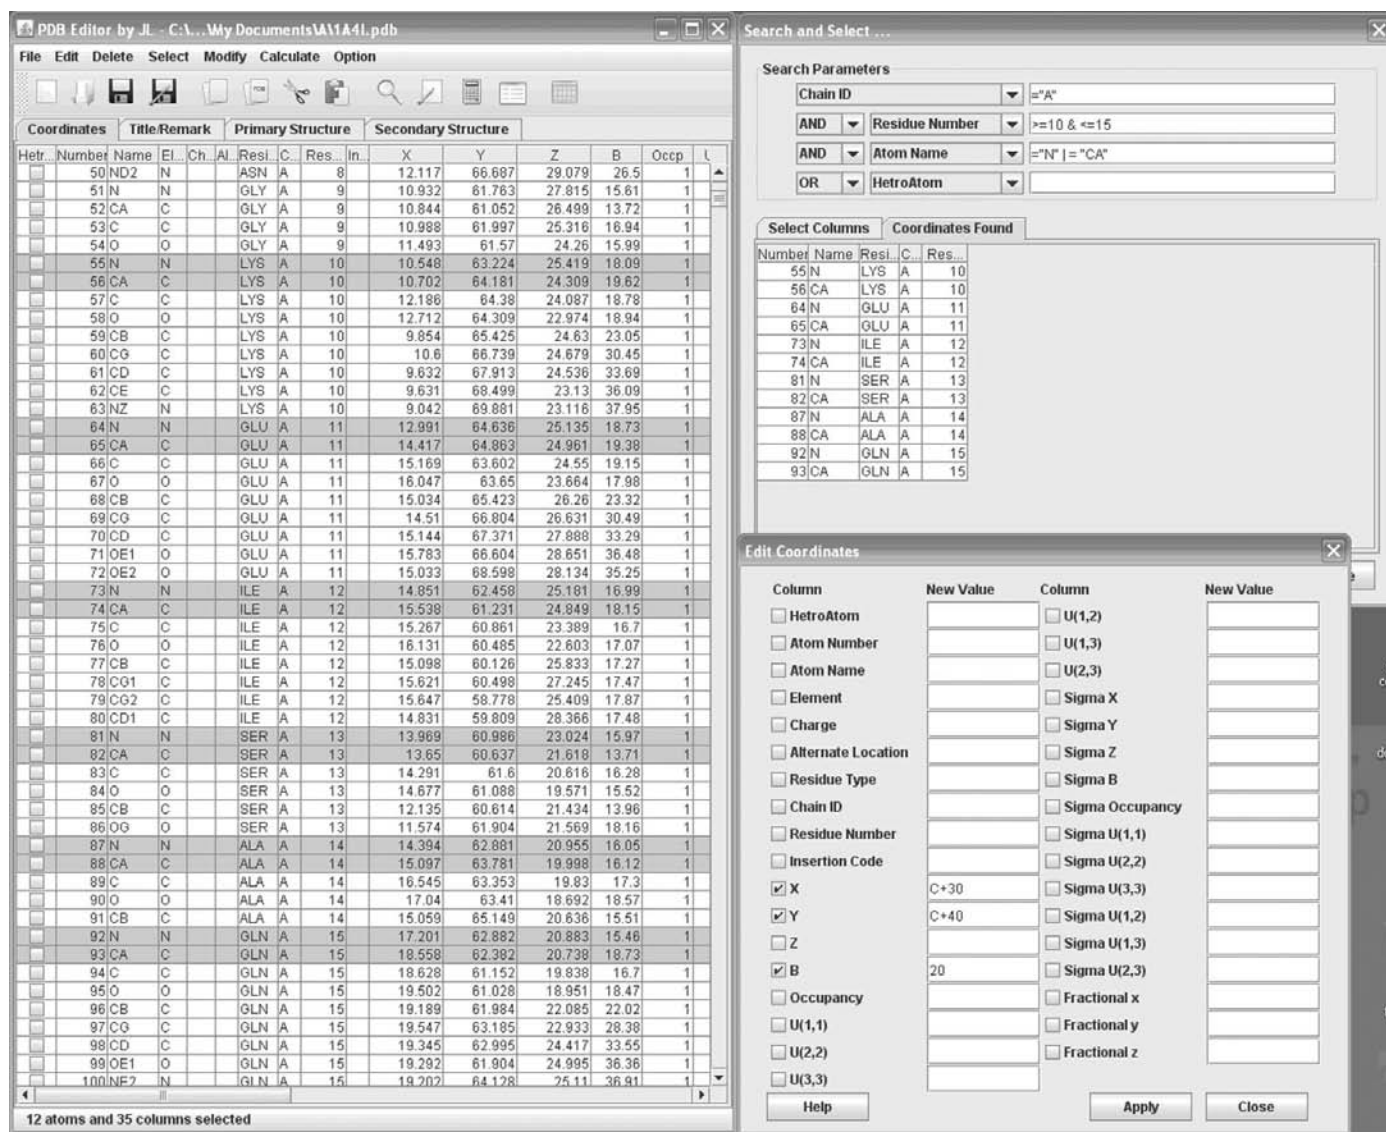 PDB Editor by JL - C:\...\My Documents\A\1A4I.pdb
File Edit Delete Select Modify Calculate Option
Coordinates Title/Remark Primary Structure Secondary Structure
Hetr... Number Name El... Ch... Al... Resi... C... Res... In... X Y Z B Occp
50 ND2 N ASN A 8 12.117 66.687 29.079 26.5 1
51 N N GLY A 9 10.932 61.763 27.815 15.61 1
52 CA C GLY A 9 10.844 61.052 26.499 13.72 1
53 C C GLY A 9 10.988 61.997 25.316 16.94 1
54 O O GLY A 9 11.493 61.57 24.26 15.99 1
55 N N LYS A 10 10.548 63.224 25.419 18.09 1
56 CA C LYS A 10 10.702 64.181 24.309 19.62 1
57 C C LYS A 10 12.186 64.38 24.087 18.78 1
58 O O LYS A 10 12.712 64.309 22.974 18.94 1
59 CB C LYS A 10 9.854 65.425 24.63 23.05 1
60 CG C LYS A 10 10.6 66.739 24.679 30.45 1
61 CD C LYS A 10 9.632 67.913 24.536 33.69 1
62 CE C LYS A 10 9.631 68.499 23.13 36.09 1
63 NZ N LYS A 10 9.042 69.881 23.116 37.95 1
64 N N GLU A 11 12.991 64.636 25.135 18.73 1
65 CA C GLU A 11 14.417 64.863 24.961 19.38 1
66 C C GLU A 11 15.169 63.602 24.55 19.15 1
67 O O GLU A 11 16.047 63.65 23.664 17.98 1
68 CB C GLU A 11 15.034 65.423 26.26 23.32 1
69 CG C GLU A 11 14.51 66.804 26.631 30.49 1
70 CD C GLU A 11 15.144 67.371 27.888 33.29 1
71 OE1 O GLU A 11 15.783 66.604 28.651 36.48 1
72 OE2 O GLU A 11 15.033 68.598 28.134 35.25 1
73 N N ILE A 12 14.851 62.458 25.181 16.99 1
74 CA C ILE A 12 15.538 61.231 24.849 18.15 1
75 C C ILE A 12 15.267 60.861 23.389 16.7 1
76 O O ILE A 12 16.131 60.485 22.603 17.07 1
77 CB C ILE A 12 15.098 60.126 25.833 17.27 1
78 CG1 C ILE A 12 15.621 60.498 27.245 17.47 1
79 CG2 C ILE A 12 15.647 58.778 25.409 17.87 1
80 CD1 C ILE A 12 14.831 59.809 28.366 17.48 1
81 N N SER A 13 13.969 60.986 23.024 15.97 1
82 CA C SER A 13 13.65 60.637 21.618 13.71 1
83 C C SER A 13 14.291 61.6 20.616 16.28 1
84 O O SER A 13 14.677 61.088 19.571 15.52 1
85 CB C SER A 13 12.135 60.614 21.434 13.96 1
86 OG O SER A 13 11.574 61.904 21.569 18.16 1
87 N N ALA A 14 14.394 62.881 20.955 16.05 1
88 CA C ALA A 14 15.097 63.781 19.998 16.12 1
89 C C ALA A 14 16.545 63.353 19.83 17.3 1
90 O O ALA A 14 17.04 63.41 18.692 18.57 1
91 CB C ALA A 14 15.059 65.149 20.636 15.51 1
92 N N GLN A 15 17.201 62.882 20.883 15.46 1
93 CA C GLN A 15 18.558 62.382 20.738 18.73 1
94 C C GLN A 15 18.628 61.152 19.838 16.7 1
95 O O GLN A 15 19.502 61.028 18.951 18.47 1
96 CB C GLN A 15 19.189 61.984 22.085 22.02 1
97 CG C GLN A 15 19.547 63.185 22.933 28.38 1
98 CD C GLN A 15 19.345 62.995 24.417 33.55 1
99 OE1 O GLN A 15 19.292 61.904 24.995 36.36 1
100 NE2 N GLN A 15 19.202 64.128 25.11 36.91 1
12 atoms and 35 columns selected
Search and Select ...
Search Parameters
Chain ID ="A"
AND Residue Number >=10 & <=15
AND Atom Name ="N" | = "CA"
OR HetroAtom
Select Columns Coordinates Found
Number Name Resi... C... Res...
55 N LYS A 10
56 CA LYS A 10
64 N GLU A 11
65 CA GLU A 11
73 N ILE A 12
74 CA ILE A 12
81 N SER A 13
82 CA SER A 13
87 N ALA A 14
88 CA ALA A 14
92 N GLN A 15
93 CA GLN A 15
Edit Coordinates
Column New Value Column New Value
HetroAtom U(1,2)
Atom Number U(1,3)
Atom Name U(2,3)
Element Sigma X
Charge Sigma Y
Alternate Location Sigma Z
Residue Type Sigma B
Chain ID Sigma Occupancy
Residue Number Sigma U(1,1)
Insertion Code Sigma U(2,2)
X C+30 Sigma U(3,3)
Y C+40 Sigma U(1,2)
Z Sigma U(1,3)
B 20 Sigma U(2,3)
Occupancy Fractional x
U(1,1) Fractional y
U(2,2) Fractional z
U(3,3)
Help Apply Close